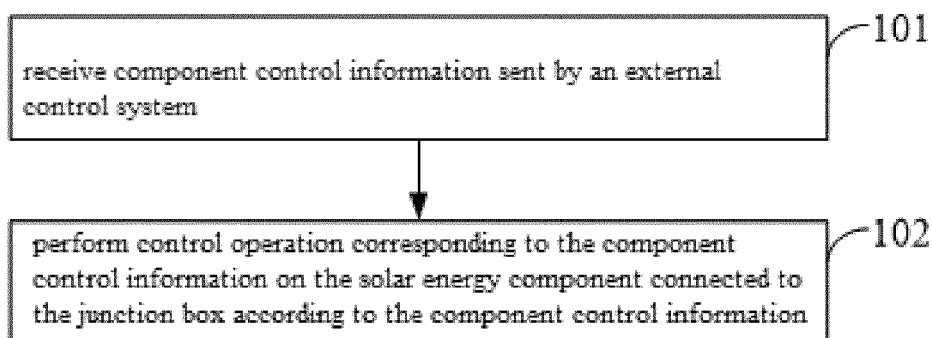 101
receive component control information sent by an external
control system
102
perform control operation corresponding to the component
control information on the solar energy component connected to
the junction box according to the component control information